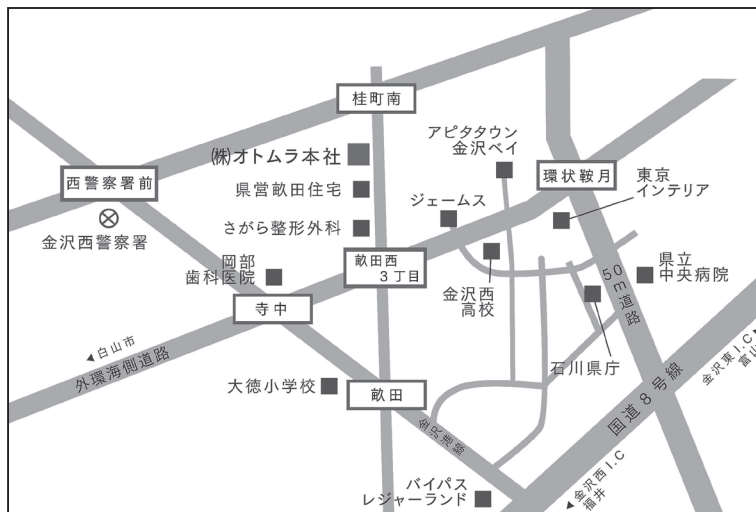 桂町南
アピタタウン
金沢ベイ
㈱オトムラ本社
環状鞍月
東京
インテリア
西警察署前
県営畝田住宅
ジェームス
金沢西警察署
さがら整形外科
岡部
歯科医院
畝田西
3丁目
金沢西
高校
50m道路
県立
中央病院
寺中
石川県庁
白山市
外環海側道路
大徳小学校
畝田
金沢港線
国道8号線
金沢東I.C
富山
バイパス
レジャーランド
金沢西I.C
福井